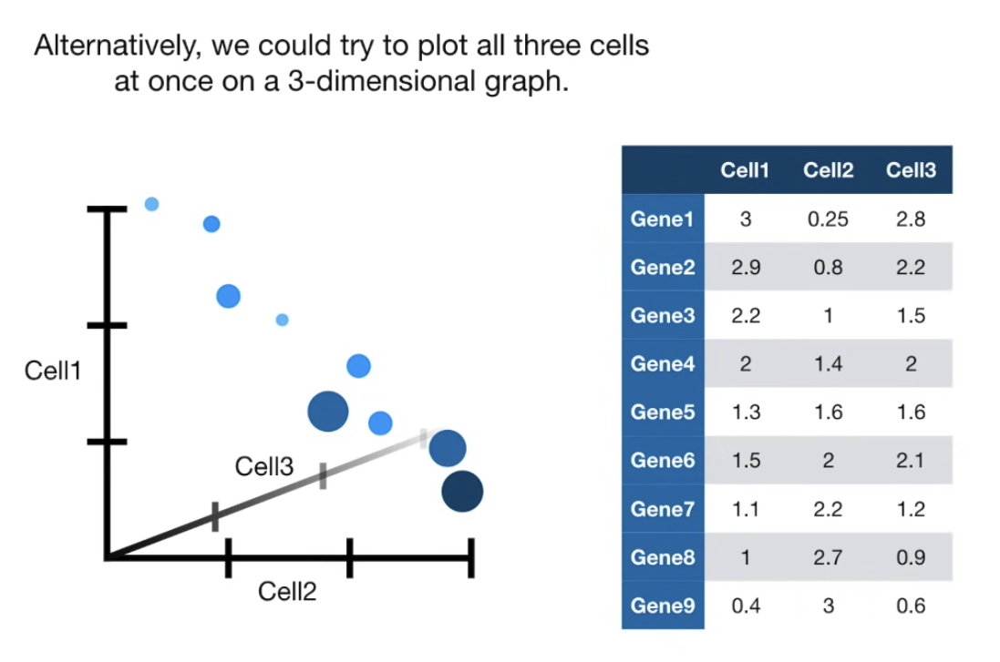 Alternatively, we could try to plot all three cells
at once on a 3-dimensional graph.
Cell1
Cell3
Cell2
Cell1 Cell2 Cell3
Gene1 3 0.25 2.8
Gene2 2.9 0.8 2.2
Gene3 2.2 1 1.5
Gene4 2 1.4 2
Gene5 1.3 1.6 1.6
Gene6 1.5 2 2.1
Gene7 1.1 2.2 1.2
Gene8 1 2.7 0.9
Gene9 0.4 3 0.6